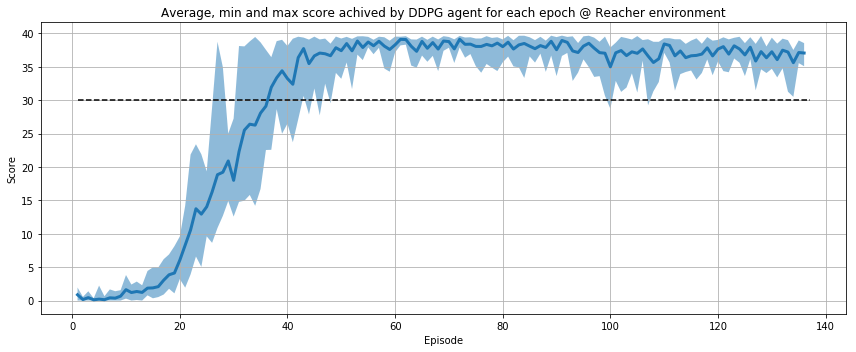 Average, min and max score achived by DDPG agent for each epoch @ Reacher environment
Score
40
35
30
25
20
15
10
5
0
0 20 40 60 80 100 120 140
Episode